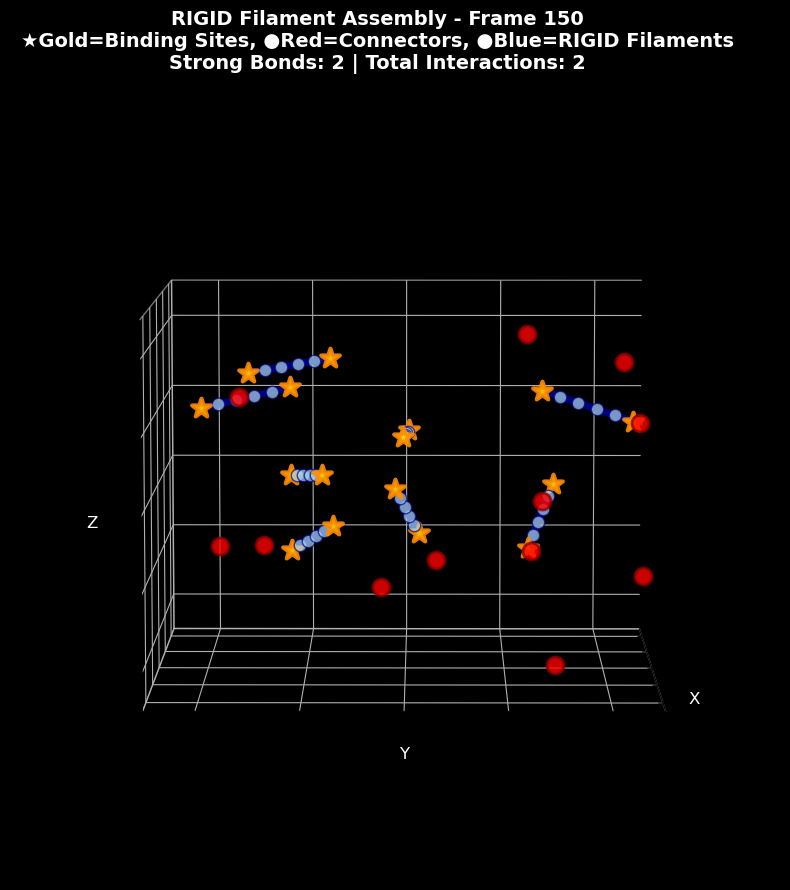 RIGID Filament Assembly - Frame 150
★Gold=Binding Sites, ●Red=Connectors, ●Blue=RIGID Filaments
Strong Bonds: 2 | Total Interactions: 2
Z
X
Y